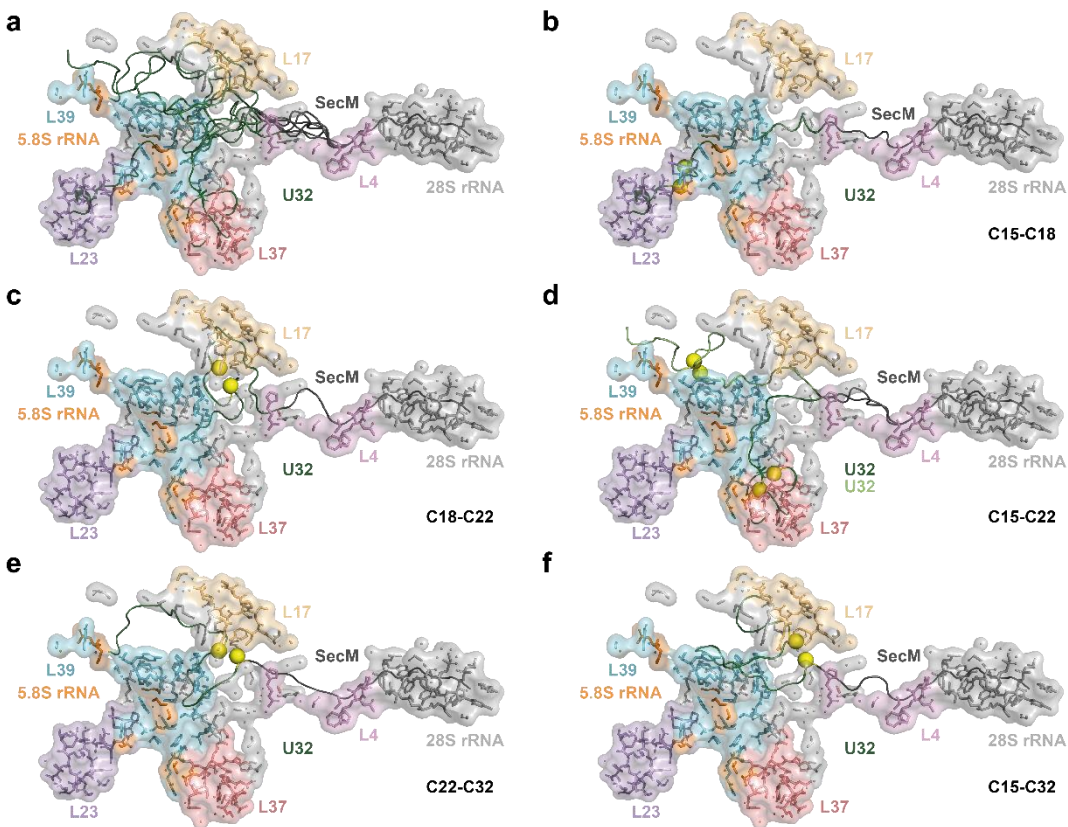 a
L17
SecM
L39
5.8S rRNA
U32
L4
28S rRNA
L23
L37
b
L17
SecM
L39
5.8S rRNA
U32
L4
28S rRNA
L23
L37
C15-C18
c
L17
SecM
L39
5.8S rRNA
U32
L4
28S rRNA
L23
L37
C18-C22
d
L17
SecM
L39
5.8S rRNA
U32
U32
L4
28S rRNA
L23
L37
C15-C22
e
L17
SecM
L39
5.8S rRNA
U32
L4
28S rRNA
L23
L37
C22-C32
f
L17
SecM
L39
5.8S rRNA
U32
L4
28S rRNA
L23
L37
C15-C32